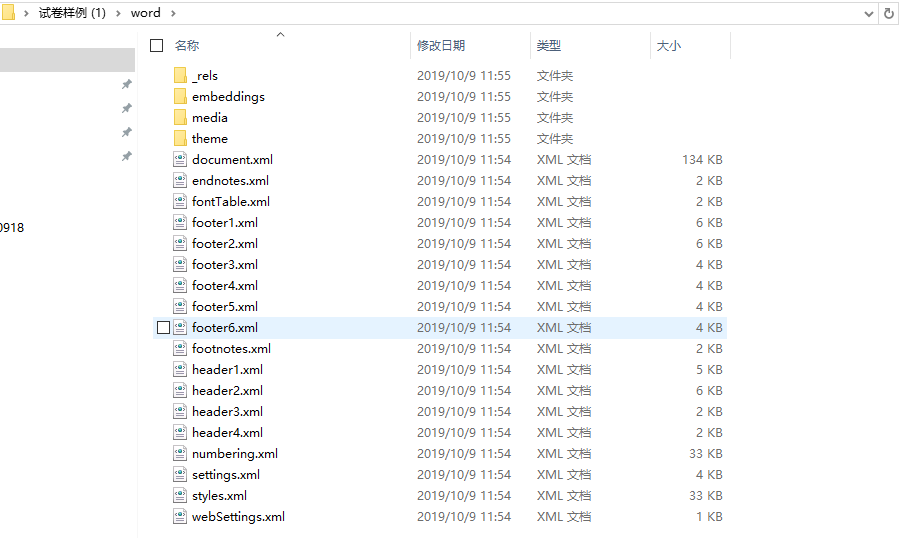 试卷样例 (1) word
名称 修改日期 类型 大小
_rels 2019/10/9 11:55 文件夹
embeddings 2019/10/9 11:55 文件夹
media 2019/10/9 11:55 文件夹
theme 2019/10/9 11:55 文件夹
document.xml 2019/10/9 11:54 XML 文档 134 KB
endnotes.xml 2019/10/9 11:54 XML 文档 2 KB
fontTable.xml 2019/10/9 11:54 XML 文档 2 KB
0918 footer1.xml 2019/10/9 11:54 XML 文档 6 KB
footer2.xml 2019/10/9 11:54 XML 文档 6 KB
footer3.xml 2019/10/9 11:54 XML 文档 4 KB
footer4.xml 2019/10/9 11:54 XML 文档 4 KB
footer5.xml 2019/10/9 11:54 XML 文档 4 KB
footer6.xml 2019/10/9 11:54 XML 文档 4 KB
footnotes.xml 2019/10/9 11:54 XML 文档 2 KB
header1.xml 2019/10/9 11:54 XML 文档 5 KB
header2.xml 2019/10/9 11:54 XML 文档 6 KB
header3.xml 2019/10/9 11:54 XML 文档 2 KB
header4.xml 2019/10/9 11:54 XML 文档 2 KB
numbering.xml 2019/10/9 11:54 XML 文档 33 KB
settings.xml 2019/10/9 11:54 XML 文档 4 KB
styles.xml 2019/10/9 11:54 XML 文档 33 KB
webSettings.xml 2019/10/9 11:54 XML 文档 1 KB